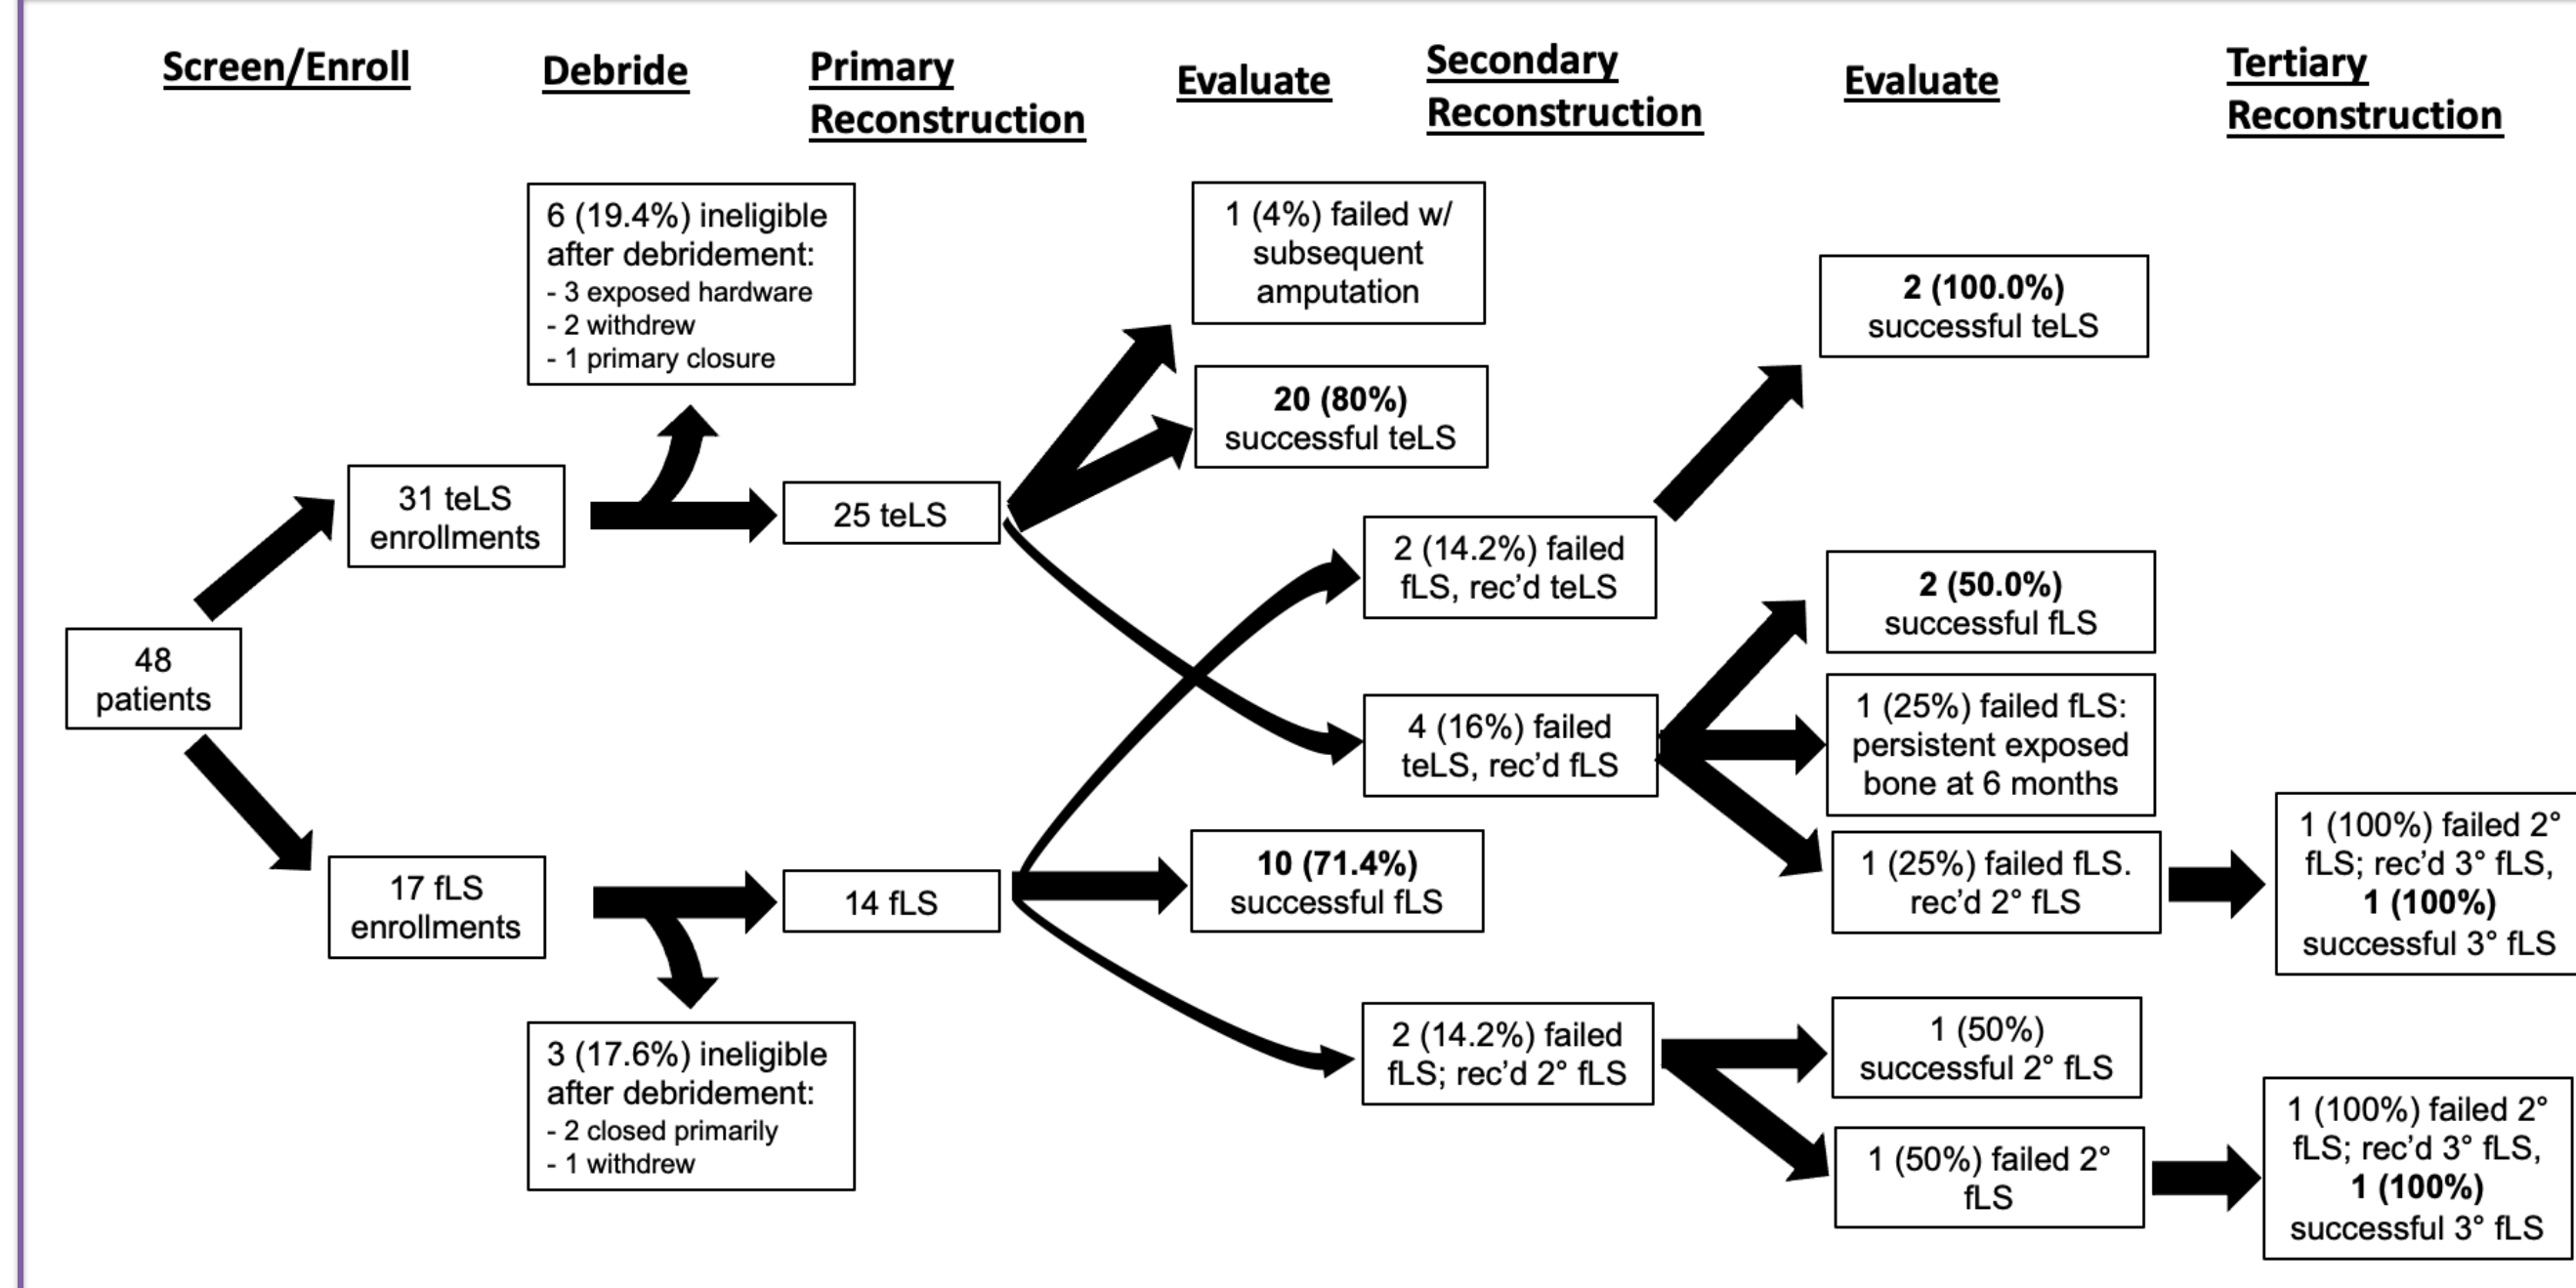 Screen/Enroll
Debride
Primary
Reconstruction
Evaluate
Secondary
Reconstruction
Evaluate
Tertiary
Reconstruction
48
patients
31 teLS
enrollments
17 fLS
enrollments
6 (19.4%) ineligible
after debridement:
- 3 exposed hardware
- 2 withdrew
- 1 primary closure
3 (17.6%) ineligible
after debridement:
- 2 closed primarily
- 1 withdrew
25 teLS
14 fLS
1 (4%) failed w/
subsequent
amputation
20 (80%)
successful teLS
10 (71.4%)
successful fLS
2 (14.2%) failed
fLS, rec’d teLS
4 (16%) failed
teLS, rec’d fLS
2 (14.2%) failed
fLS; rec’d 2° fLS
2 (100.0%)
successful teLS
2 (50.0%)
successful fLS
1 (25%) failed fLS:
persistent exposed
bone at 6 months
1 (25%) failed fLS.
rec’d 2° fLS
1 (50%)
successful 2° fLS
1 (50%) failed 2°
fLS
1 (100%) failed 2°
fLS; rec’d 3° fLS,
1 (100%)
successful 3° fLS
1 (100%) failed 2°
fLS; rec’d 3° fLS,
1 (100%)
successful 3° fLS